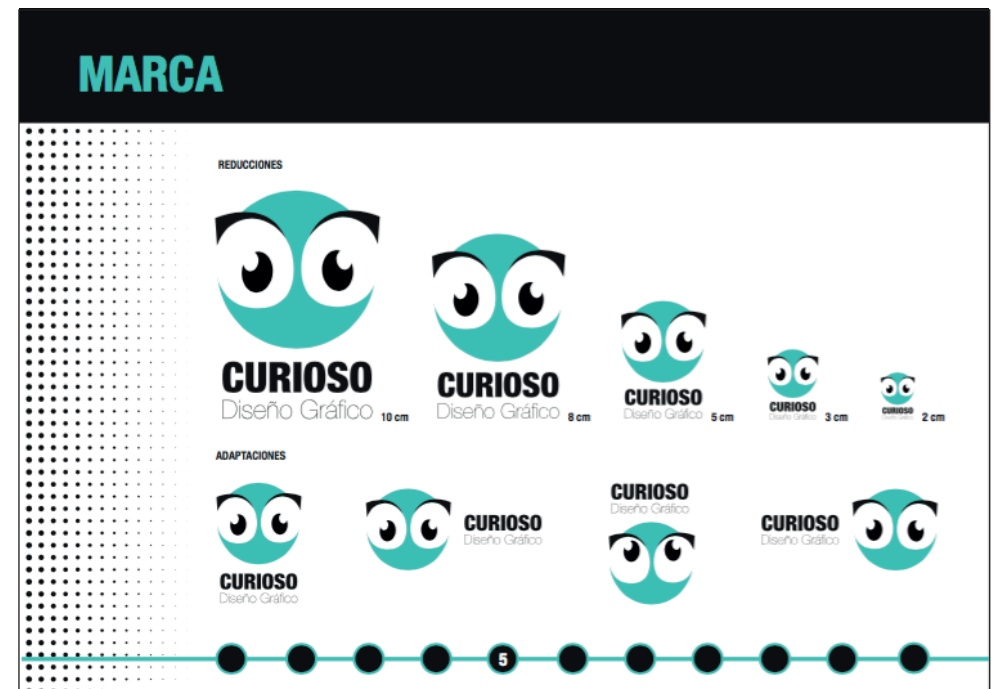 MARCA
REDUCCIONES
CURIOSO
Diseño Gráfico 10 cm
CURIOSO
Diseño Gráfico 8 cm
CURIOSO
Diseño Gráfico 5 cm
CURIOSO
Diseño Gráfico 3 cm
CURIOSO
Diseño Gráfico 2 cm
ADAPTACIONES
CURIOSO
Diseño Gráfico
CURIOSO
Diseño Gráfico
CURIOSO
Diseño Gráfico
CURIOSO
Diseño Gráfico
5